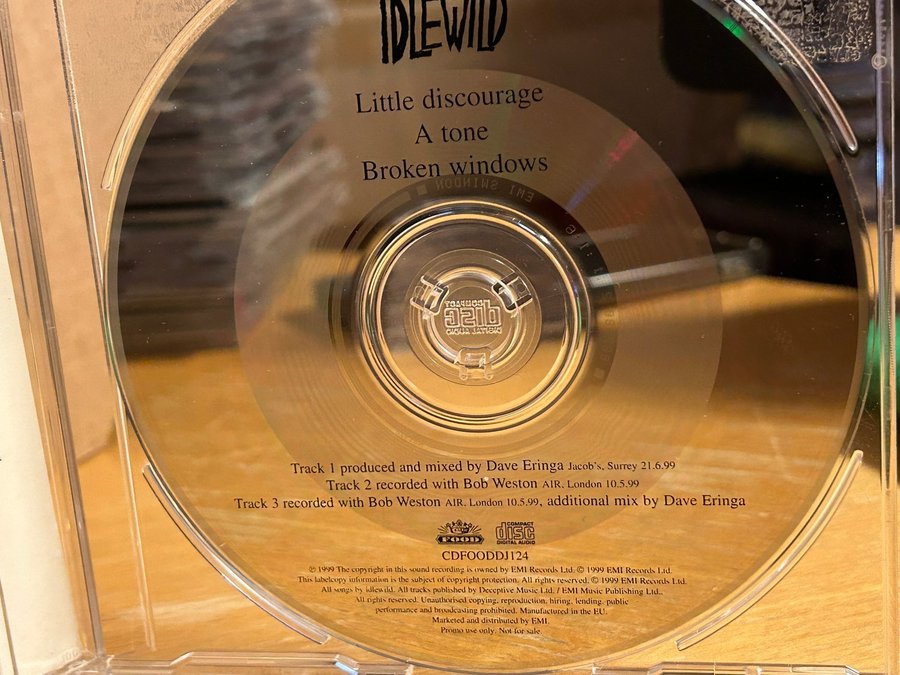 IDLEWILD
Little discourage
A tone
Broken windows
EMI SWINDON
COMPACT
disc
DIGITAL AUDIO
Track 1 produced and mixed by Dave Eringa Jacob's, Surrey 21.6.99
Track 2 recorded with Bob Weston AIR, London 10.5.99
Track 3 recorded with Bob Weston AIR, London 10.5.99, additional mix by Dave Eringa
FOOD
COMPACT
disc
DIGITAL AUDIO
CDFOODDJ124
℗ 1999 The copyright in this sound recording is owned by EMI Records Ltd. © 1999 EMI Records Ltd.
This labelcopy information is the subject of copyright protection. All rights reserved. © 1999 EMI Records Ltd.
All songs by idlewild. All tracks published by Deceptive Music Ltd. / EMI Music Publishing Ltd..
All rights reserved. Unauthorised copying, reproduction, hiring, lending, public
performance and broadcasting prohibited. Manufactured in the EU.
Marketed and distributed by EMI.
Promo use only. Not for sale.